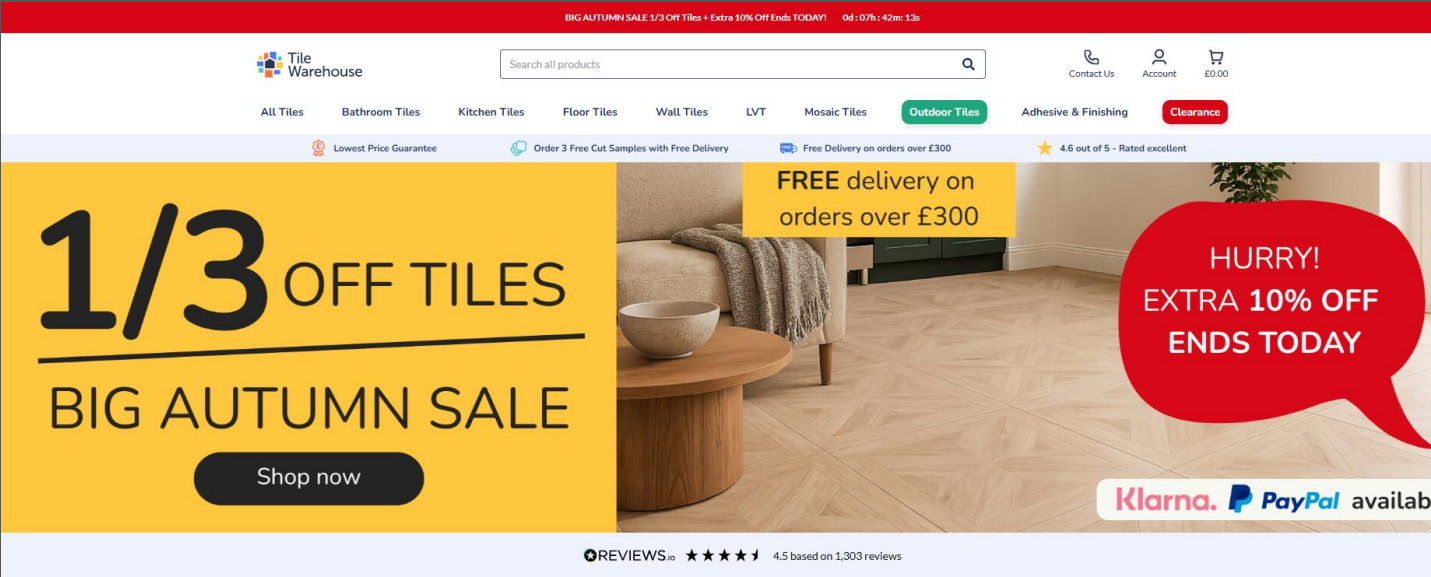 BIG AUTUMN SALE 1/3 Off Tiles + Extra 10% Off Ends TODAY! 0d : 07h : 42m : 13s
Tile
Warehouse
Search all products
Contact Us
Account
£0.00
All Tiles
Bathroom Tiles
Kitchen Tiles
Floor Tiles
Wall Tiles
LVT
Mosaic Tiles
Outdoor Tiles
Adhesive & Finishing
Clearance
Lowest Price Guarantee
Order 3 Free Cut Samples with Free Delivery
Free Delivery on orders over £300
4.6 out of 5 - Rated excellent
1/3 OFF TILES
BIG AUTUMN SALE
Shop now
FREE delivery on
orders over £300
HURRY!
EXTRA 10% OFF
ENDS TODAY
Klarna. PayPal availab
REVIEWS.io 4.5 based on 1,303 reviews